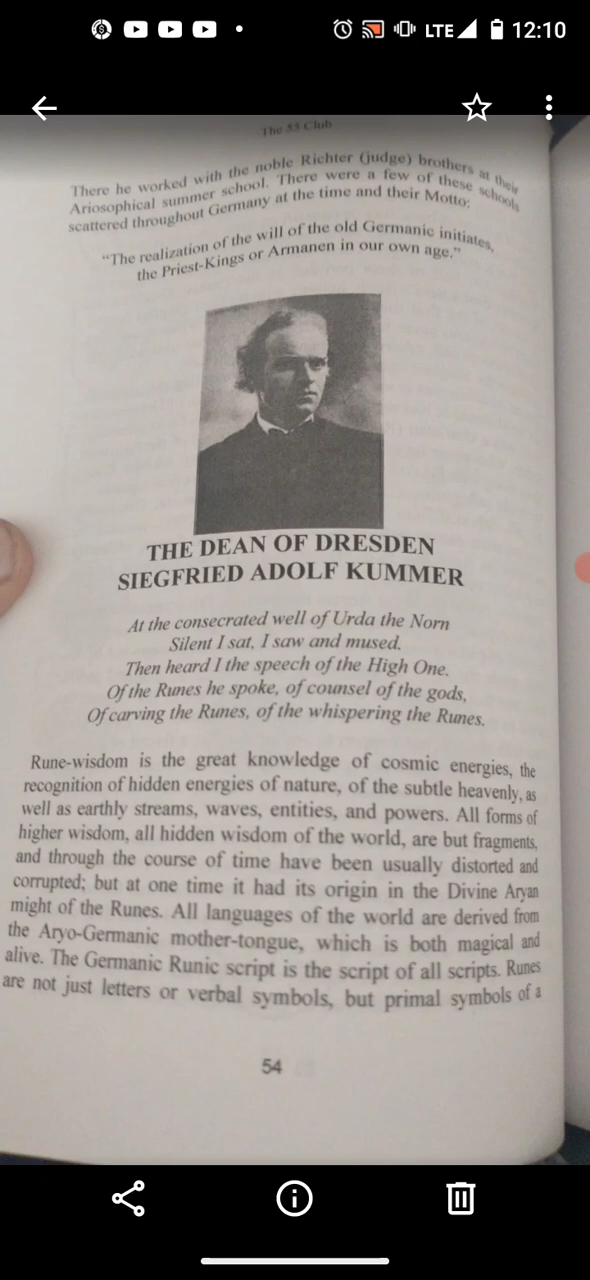 LTE 12:10
The 55 Club
There he worked with the noble Richter (judge) brothers at their
Ariosophical summer school. There were a few of these schools
scattered throughout Germany at the time and their Motto:
“The realization of the will of the old Germanic initiates,
the Priest-Kings or Armanen in our own age.”
THE DEAN OF DRESDEN
SIEGFRIED ADOLF KUMMER
At the consecrated well of Urda the Norn
Silent I sat, I saw and mused.
Then heard I the speech of the High One.
Of the Runes he spoke, of counsel of the gods,
Of carving the Runes, of the whispering the Runes.
Rune-wisdom is the great knowledge of cosmic energies, the
recognition of hidden energies of nature, of the subtle heavenly, as
well as earthly streams, waves, entities, and powers. All forms of
higher wisdom, all hidden wisdom of the world, are but fragments,
and through the course of time have been usually distorted and
corrupted; but at one time it had its origin in the Divine Aryan
might of the Runes. All languages of the world are derived from
the Aryo-Germanic mother-tongue, which is both magical and
alive. The Germanic Runic script is the script of all scripts. Runes
are not just letters or verbal symbols, but primal symbols of a
54